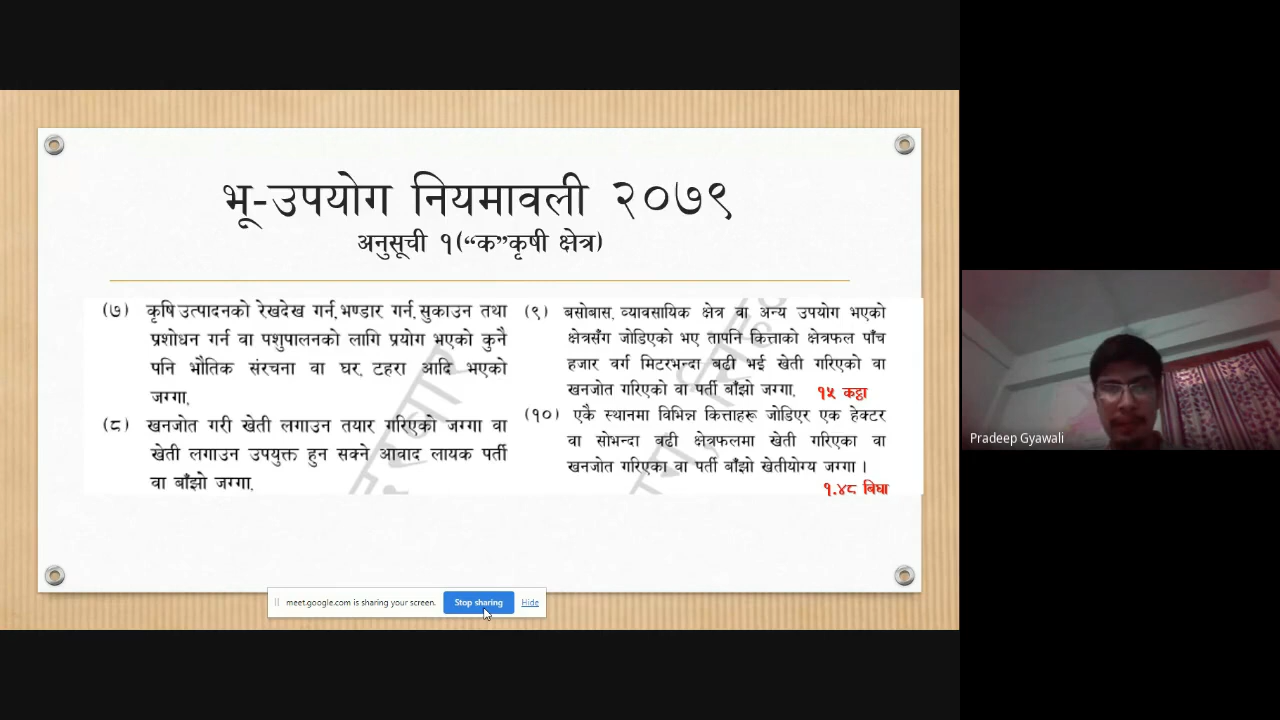 भू-उपयोग नियमावली २०७९
अनुसूची १(“क”कृषी क्षेत्र)
(७) कृषि उत्पादनको रेखदेख गर्न, भण्डार गर्न, सुकाउन तथा
प्रशोधन गर्न वा पशुपालनको लागि प्रयोग भएको कुनै
पनि भौतिक संरचना वा घर, टहरा आदि भएको
जग्गा,
(८) खनजोत गरी खेती लगाउन तयार गरिएको जग्गा वा
खेती लगाउन उपयुक्त हुन सक्ने आवाद लायक पर्ती
वा बाँझो जग्गा,
(९) बसोबास, व्यावसायिक क्षेत्र वा अन्य उपयोग भएको
क्षेत्रसँग जोडिएको भए तापनि कित्ताको क्षेत्रफल पाँच
हजार वर्ग मिटरभन्दा बढी भई खेती गरिएको वा
खनजोत गरिएको वा पर्ती बाँझो जग्गा, १५ कट्ठा
(१०) एकै स्थानमा विभिन्न कित्ताहरू जोडिएर एक हेक्टर
वा सोभन्दा बढी क्षेत्रफलमा खेती गरिएका वा
खनजोत गरिएका वा पर्ती बाँझो खेतीयोग्य जग्गा ।
१.४८ बिघा
meet.google.com is sharing your screen. Stop sharing Hide
Pradeep Gyawali